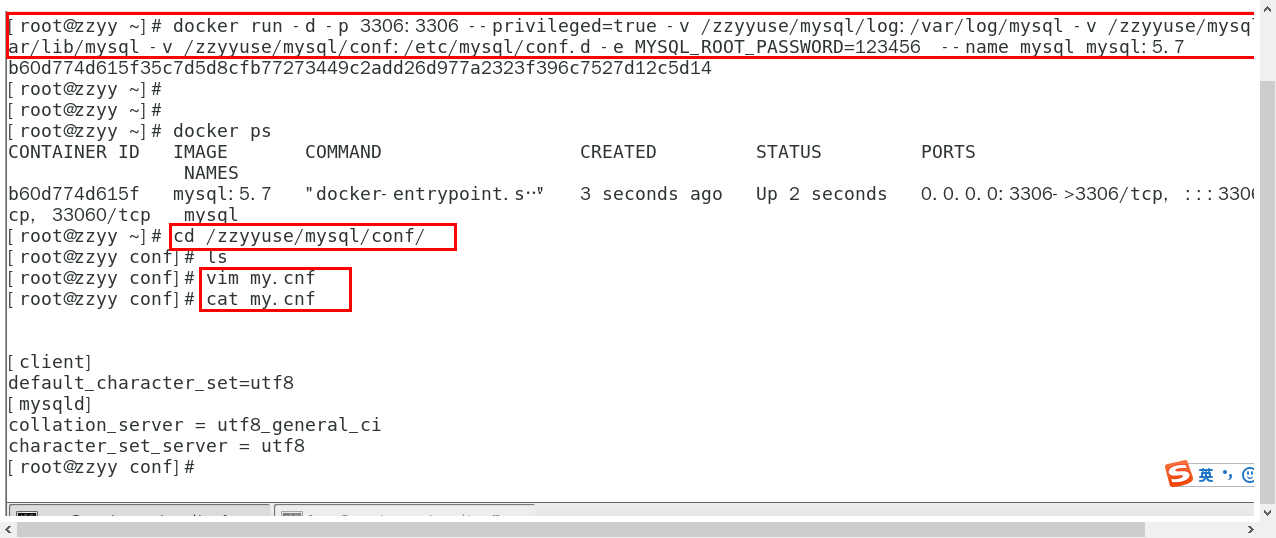 [root@zzyy ~]# docker run -d -p 3306:3306 --privileged=true -v /zzyyuse/mysql/log:/var/log/mysql -v /zzyyuse/mysql
ar/lib/mysql -v /zzyyuse/mysql/conf:/etc/mysql/conf.d -e MYSQL_ROOT_PASSWORD=123456  --name mysql mysql:5.7
b60d774d615f35c7d5d8cfb77273449c2add26d977a2323f396c7527d12c5d14
[root@zzyy ~]#
[root@zzyy ~]#
[root@zzyy ~]# docker ps
CONTAINER ID   IMAGE       COMMAND                  CREATED         STATUS         PORTS
NAMES
b60d774d615f   mysql:5.7   "docker-entrypoint.s…"   3 seconds ago   Up 2 seconds   0.0.0.0:3306->3306/tcp, :::3306
cp, 33060/tcp   mysql
[root@zzyy ~]# cd /zzyyuse/mysql/conf/
[root@zzyy conf]# ls
[root@zzyy conf]# vim my.cnf
[root@zzyy conf]# cat my.cnf
[client]
default_character_set=utf8
[mysqld]
collation_server = utf8_general_ci
character_set_server = utf8
[root@zzyy conf]#
英